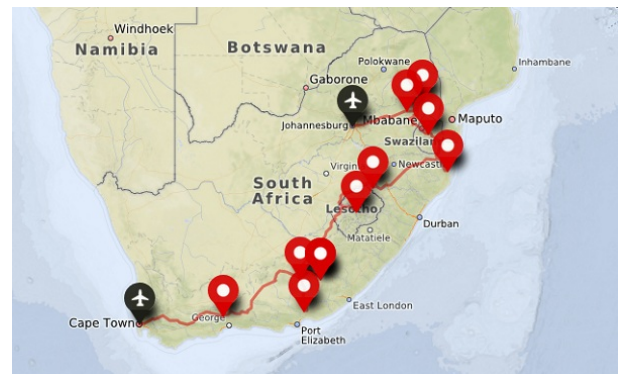 Windhoek
Namibia
Botswana
Polokwane
Inhambane
Gaborone
Johannesburg
Mbabane
Maputo
Swazilan
Virgin
Newcast
South
Africa
Lesotho
Durban
Matatiele
East London
Cape Town
George
Port
Elizabeth